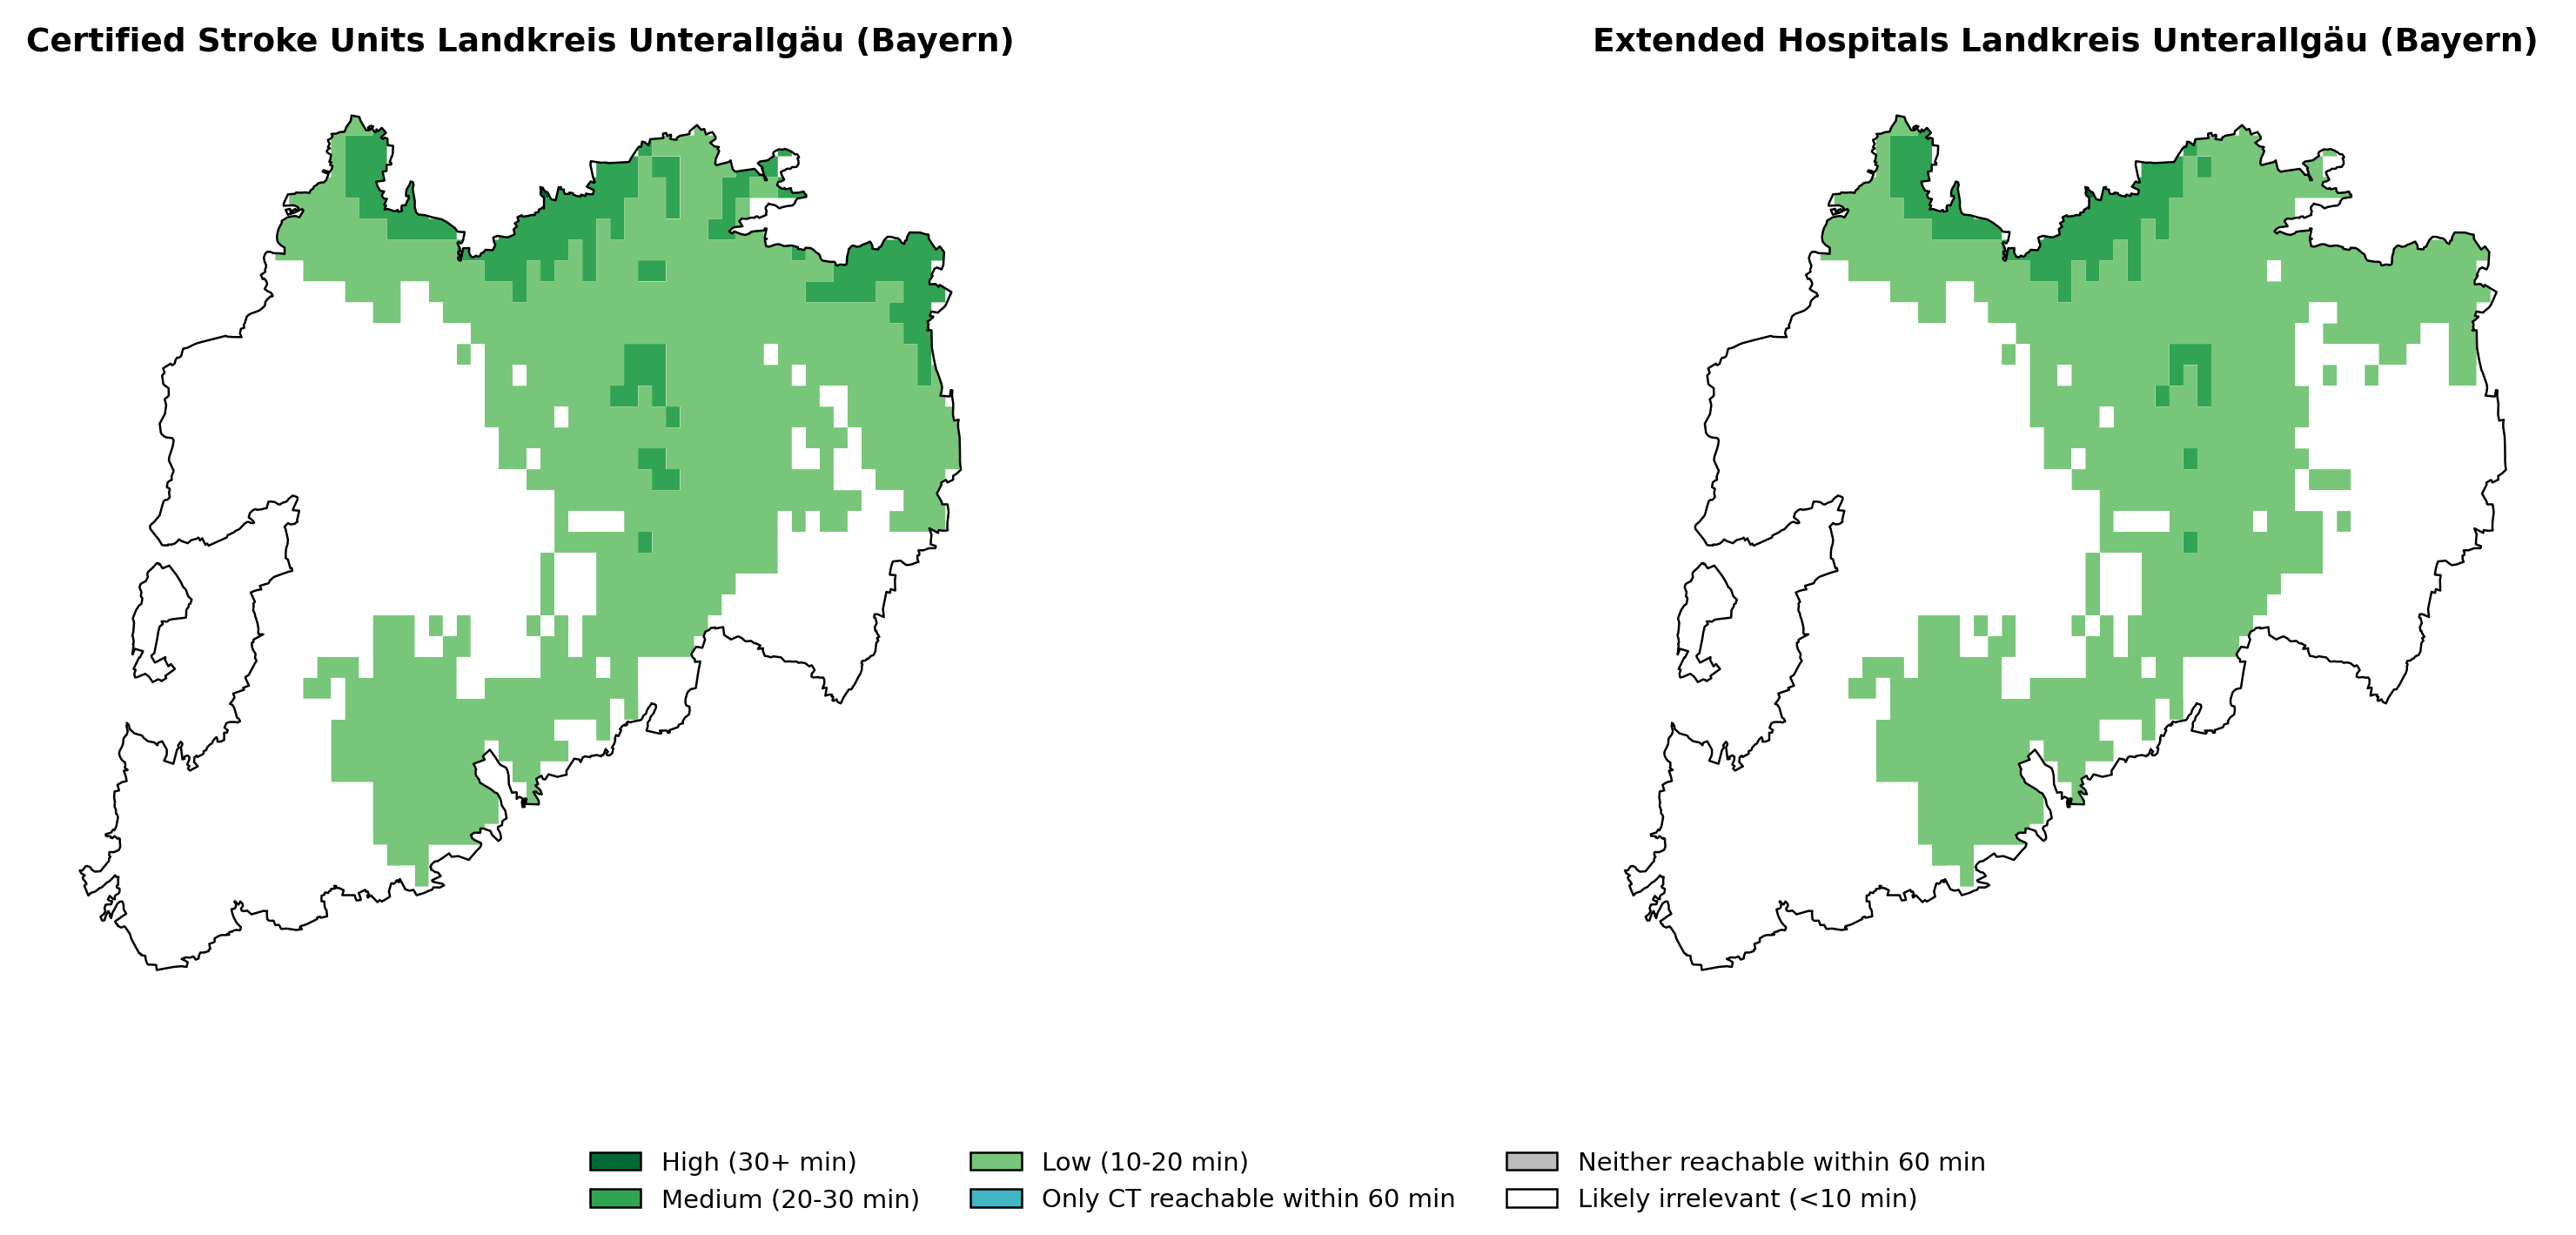 Certified Stroke Units Landkreis Unterallgäu (Bayern)
Extended Hospitals Landkreis Unterallgäu (Bayern)
High (30+ min)
Medium (20-30 min)
Low (10-20 min)
Only CT reachable within 60 min
Neither reachable within 60 min
Likely irrelevant (<10 min)